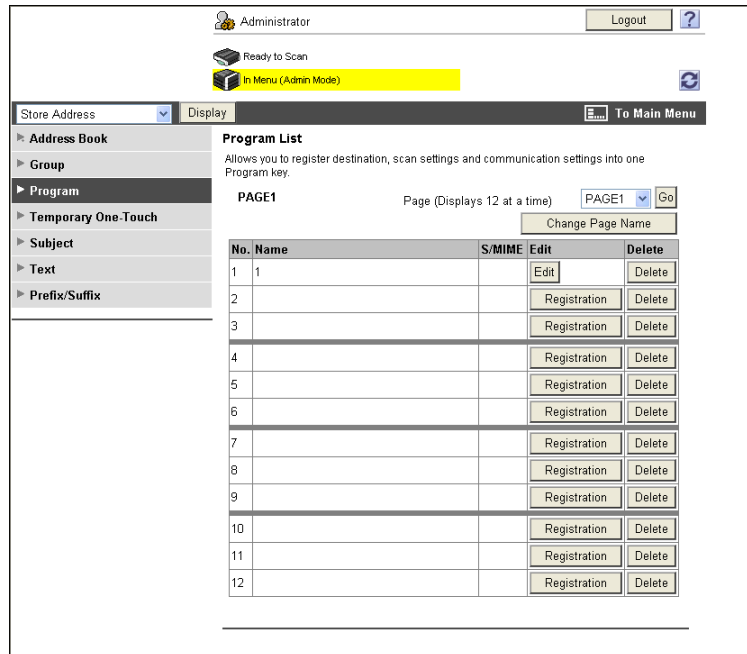 Administrator
Logout
?
Ready to Scan
In Menu (Admin Mode)
Store Address
Display
To Main Menu
Address Book
Group
Program
Temporary One-Touch
Subject
Text
Prefix/Suffix
Program List
Allows you to register destination, scan settings and communication settings into one
Program key.
PAGE1 Page (Displays 12 at a time) PAGE1 Go
Change Page Name
No. Name S/MIME Edit Delete
1 1 Edit Delete
2 Registration Delete
3 Registration Delete
4 Registration Delete
5 Registration Delete
6 Registration Delete
7 Registration Delete
8 Registration Delete
9 Registration Delete
10 Registration Delete
11 Registration Delete
12 Registration Delete